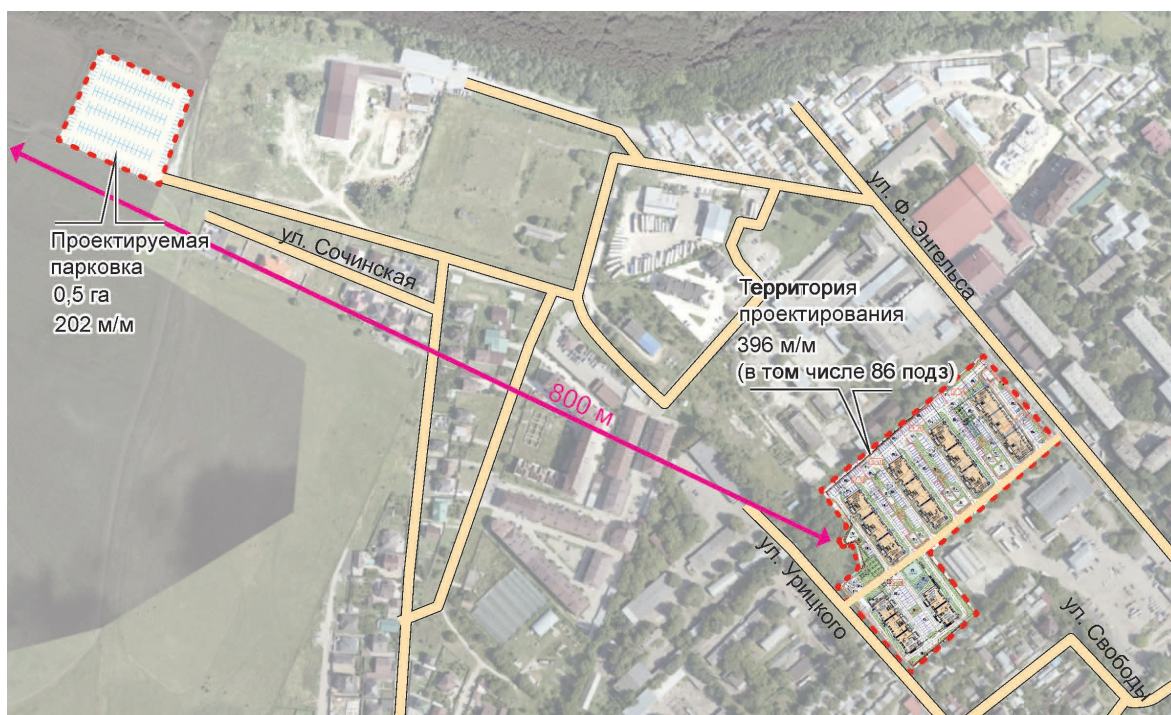 ул. Ф. Энгельса
Проектируемая
парковка
0,5 га
202 м/м
ул. Сочинская
Территория
проектирования
396 м/м
(в том числе 86 подз)
800 м
ул. Урицкого
ул. Свободы